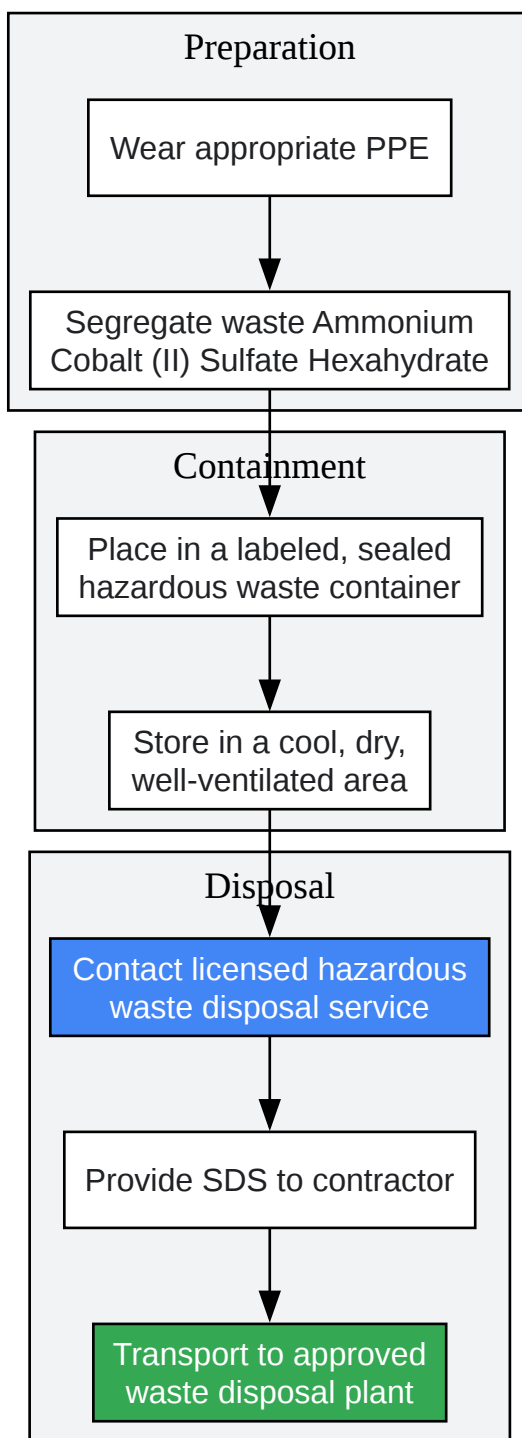 Preparation
Wear appropriate PPE
Segregate waste Ammonium
Cobalt (II) Sulfate Hexahydrate
Containment
Place in a labeled, sealed
hazardous waste container
Store in a cool, dry,
well-ventilated area
Disposal
Contact licensed hazardous
waste disposal service
Provide SDS to contractor
Transport to approved
waste disposal plant